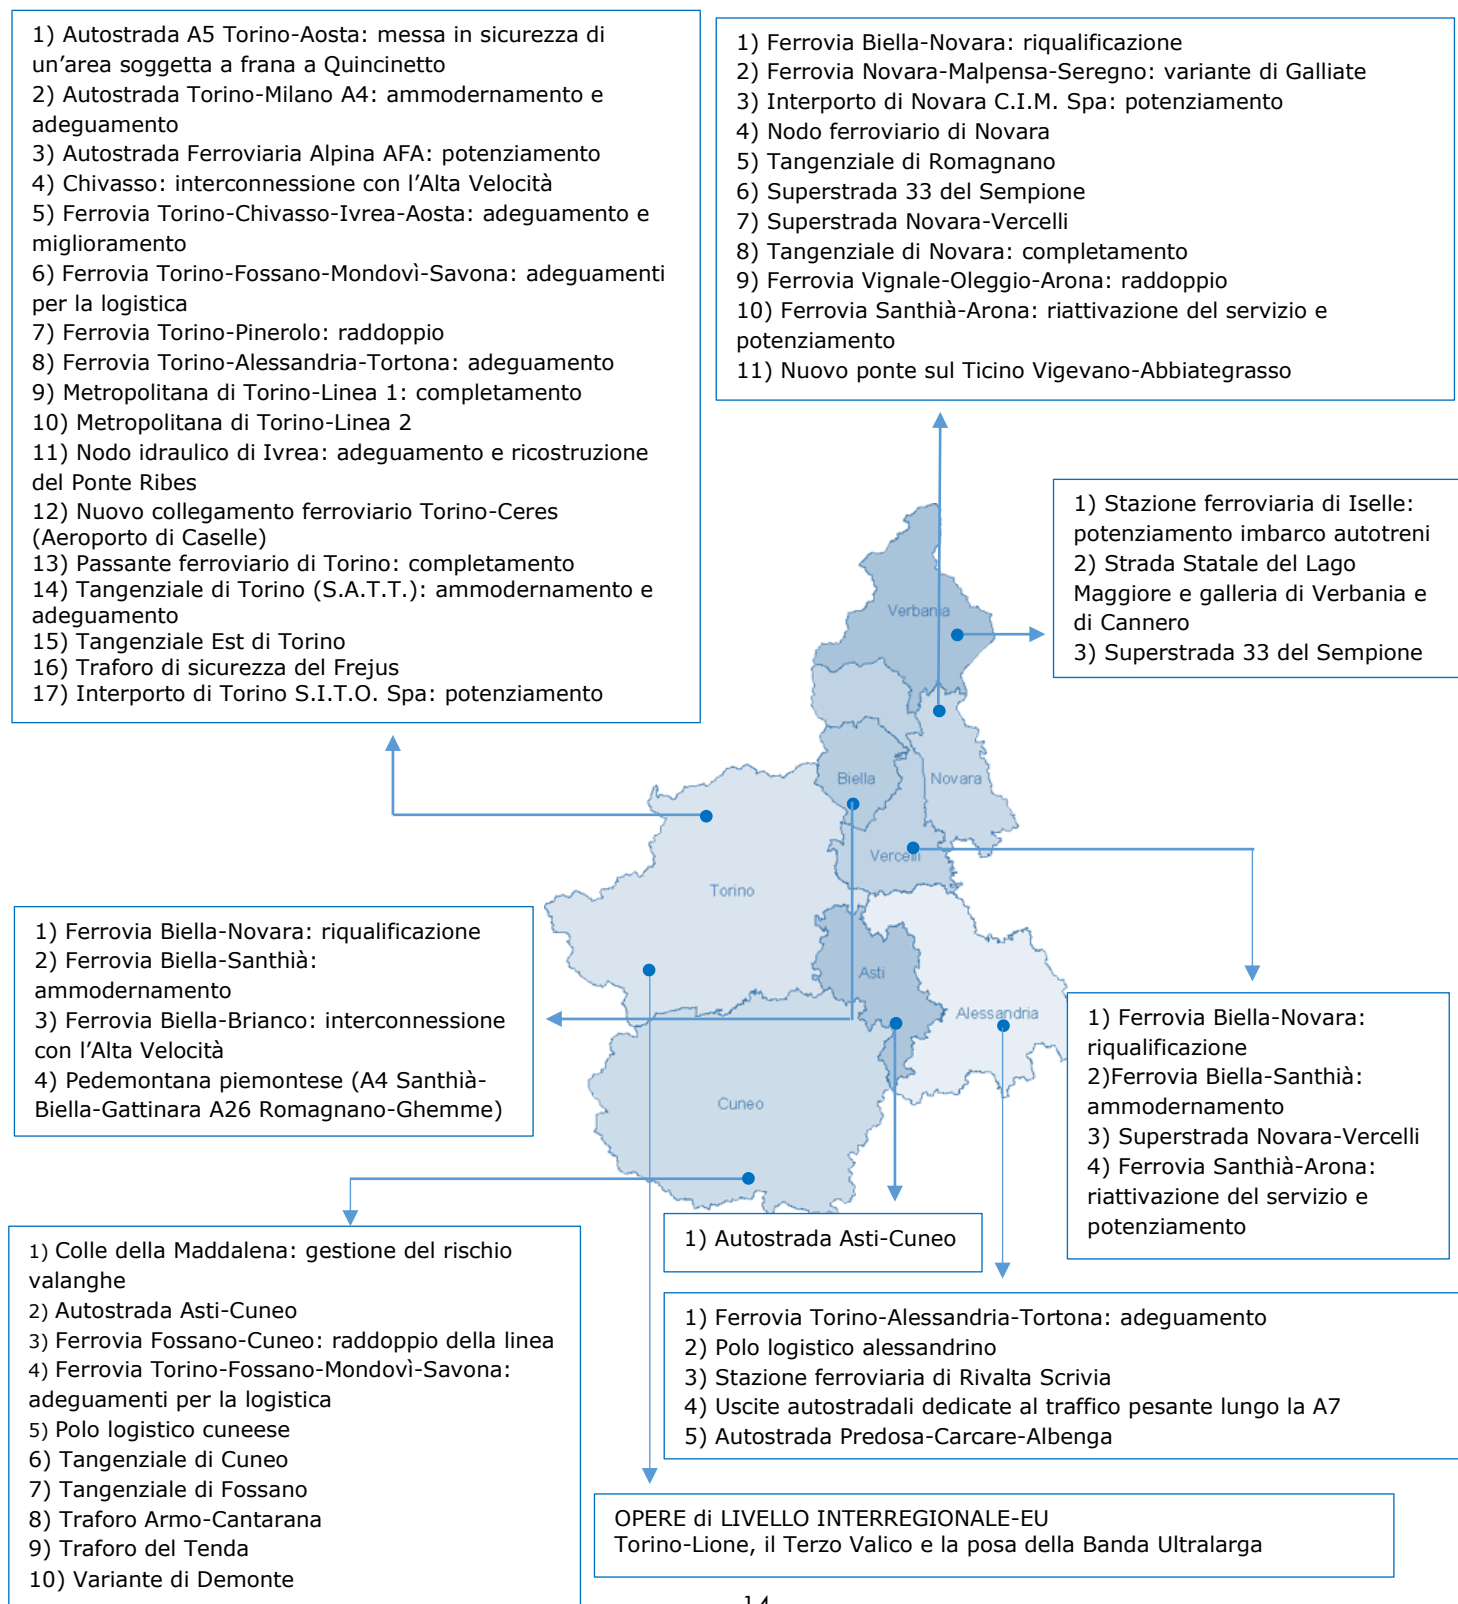 1) Autostrada A5 Torino-Aosta: messa in sicurezza di
un'area soggetta a frana a Quincinetto
2) Autostrada Torino-Milano A4: ammodernamento e
adeguamento
3) Autostrada Ferroviaria Alpina AFA: potenziamento
4) Chivasso: interconnessione con l'Alta Velocità
5) Ferrovia Torino-Chivasso-Ivrea-Aosta: adeguamento e
miglioramento
6) Ferrovia Torino-Fossano-Mondovì-Savona: adeguamenti
per la logistica
7) Ferrovia Torino-Pinerolo: raddoppio
8) Ferrovia Torino-Alessandria-Tortona: adeguamento
9) Metropolitana di Torino-Linea 1: completamento
10) Metropolitana di Torino-Linea 2
11) Nodo idraulico di Ivrea: adeguamento e ricostruzione
del Ponte Ribes
12) Nuovo collegamento ferroviario Torino-Ceres
(Aeroporto di Caselle)
13) Passante ferroviario di Torino: completamento
14) Tangenziale di Torino (S.A.T.T.): ammodernamento e
adeguamento
15) Tangenziale Est di Torino
16) Traforo di sicurezza del Frejus
17) Interporto di Torino S.I.T.O. Spa: potenziamento
1) Ferrovia Biella-Novara: riqualificazione
2) Ferrovia Novara-Malpensa-Seregno: variante di Galliate
3) Interporto di Novara C.I.M. Spa: potenziamento
4) Nodo ferroviario di Novara
5) Tangenziale di Romagnano
6) Superstrada 33 del Sempione
7) Superstrada Novara-Vercelli
8) Tangenziale di Novara: completamento
9) Ferrovia Vignale-Oleggio-Arona: raddoppio
10) Ferrovia Santhià-Arona: riattivazione del servizio e
potenziamento
11) Nuovo ponte sul Ticino Vigevano-Abbiategrasso
1) Stazione ferroviaria di Iselle:
potenziamento imbarco autotreni
2) Strada Statale del Lago
Maggiore e galleria di Verbania e
di Cannero
3) Superstrada 33 del Sempione
Verbania
Biella
Novara
Vercelli
Torino
Asti
Alessandria
Cuneo
1) Ferrovia Biella-Novara: riqualificazione
2) Ferrovia Biella-Santhià:
ammodernamento
3) Ferrovia Biella-Brianco: interconnessione
con l'Alta Velocità
4) Pedemontana piemontese (A4 Santhià-
Biella-Gattinara A26 Romagnano-Ghemme)
1) Ferrovia Biella-Novara:
riqualificazione
2)Ferrovia Biella-Santhià:
ammodernamento
3) Superstrada Novara-Vercelli
4) Ferrovia Santhià-Arona:
riattivazione del servizio e
potenziamento
1) Autostrada Asti-Cuneo
1) Colle della Maddalena: gestione del rischio
valanghe
2) Autostrada Asti-Cuneo
3) Ferrovia Fossano-Cuneo: raddoppio della linea
4) Ferrovia Torino-Fossano-Mondovì-Savona:
adeguamenti per la logistica
5) Polo logistico cuneese
6) Tangenziale di Cuneo
7) Tangenziale di Fossano
8) Traforo Armo-Cantarana
9) Traforo del Tenda
10) Variante di Demonte
1) Ferrovia Torino-Alessandria-Tortona: adeguamento
2) Polo logistico alessandrino
3) Stazione ferroviaria di Rivalta Scrivia
4) Uscite autostradali dedicate al traffico pesante lungo la A7
5) Autostrada Predosa-Carcare-Albenga
OPERE di LIVELLO INTERREGIONALE-EU
Torino-Lione, il Terzo Valico e la posa della Banda Ultralarga